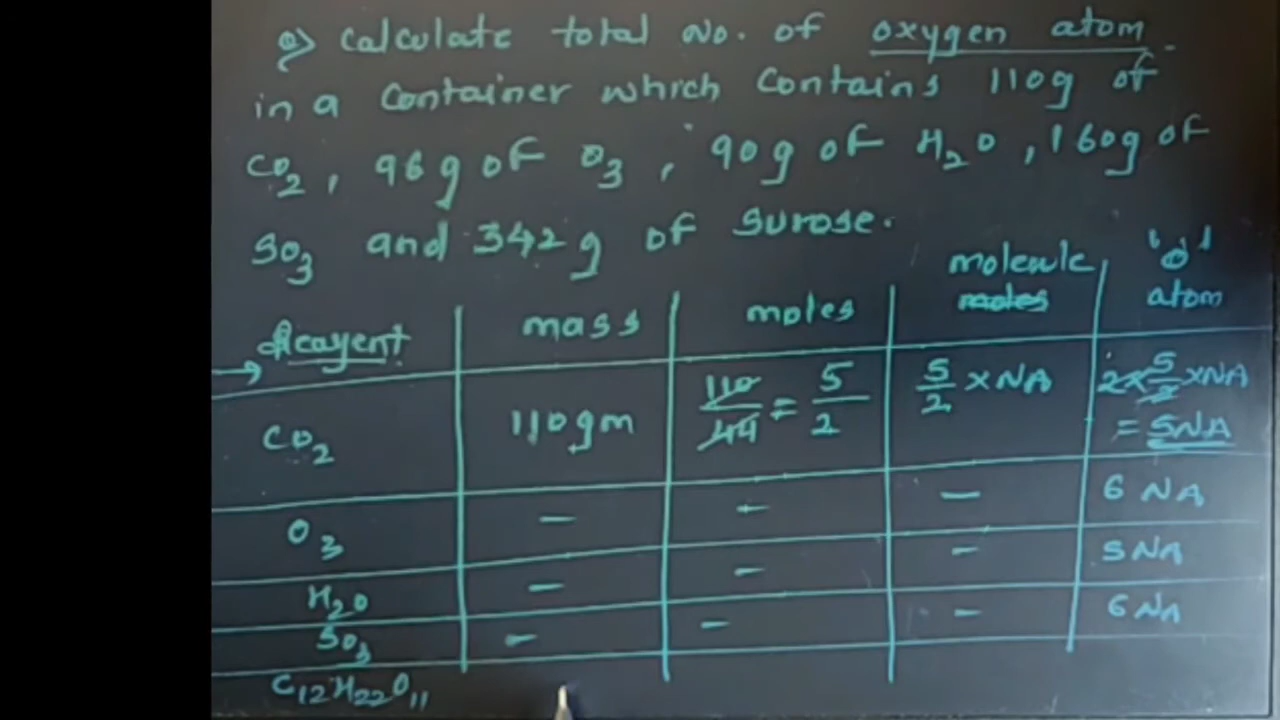 Q> Calculate total No. of oxygen atom
in a container which contains 110g of
CO2, 96g of O3, 90g of H2O, 160g of
SO3 and 342g of surose.
Reagent mass moles molecule moles 'O' atom
CO2 110gm 110/44 = 5/2 5/2 × NA 2×5/2×NA
= 5NA
O3 — — — 6 NA
H2O — — — 5NA
SO3 — — — 6 NA
C12H22O11